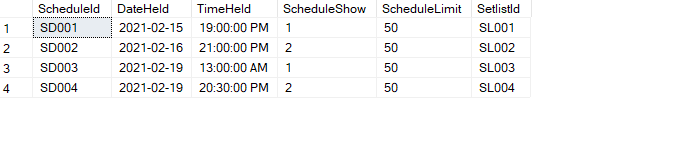 ScheduleId DateHeld TimeHeld ScheduleShow ScheduleLimit SetlistId
1 SD001 2021-02-15 19:00:00 PM 1 50 SL001
2 SD002 2021-02-16 21:00:00 PM 2 50 SL002
3 SD003 2021-02-19 13:00:00 AM 1 50 SL003
4 SD004 2021-02-19 20:30:00 PM 2 50 SL004